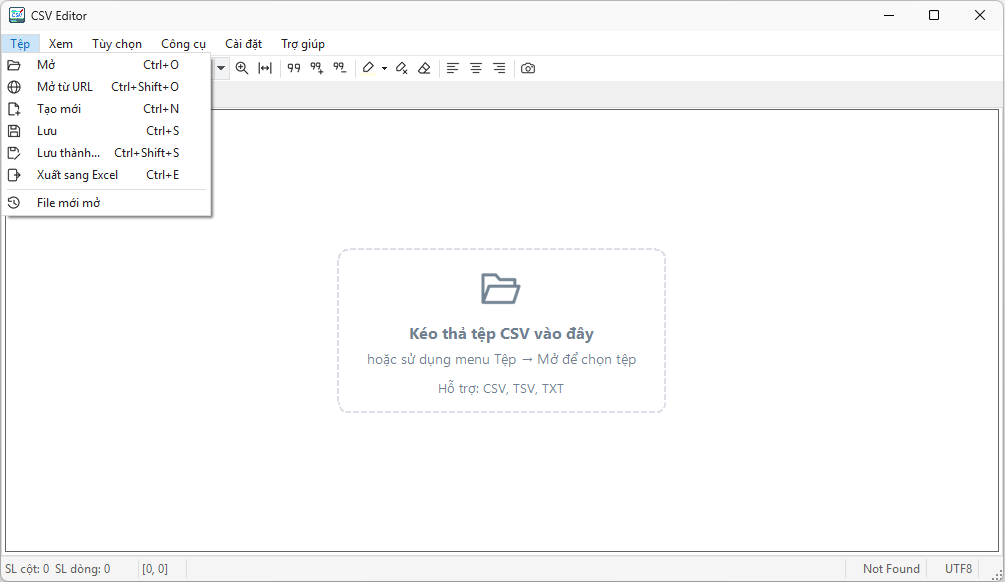 CSV Editor
Tệp Xem Tùy chọn Công cụ Cài đặt Trợ giúp
Mở Ctrl+O
Mở từ URL Ctrl+Shift+O
Tạo mới Ctrl+N
Lưu Ctrl+S
Lưu thành... Ctrl+Shift+S
Xuất sang Excel Ctrl+E
File mới mở
Kéo thả tệp CSV vào đây
hoặc sử dụng menu Tệp → Mở để chọn tệp
Hỗ trợ: CSV, TSV, TXT
SL cột: 0 SL dòng: 0 [0, 0] Not Found UTF8